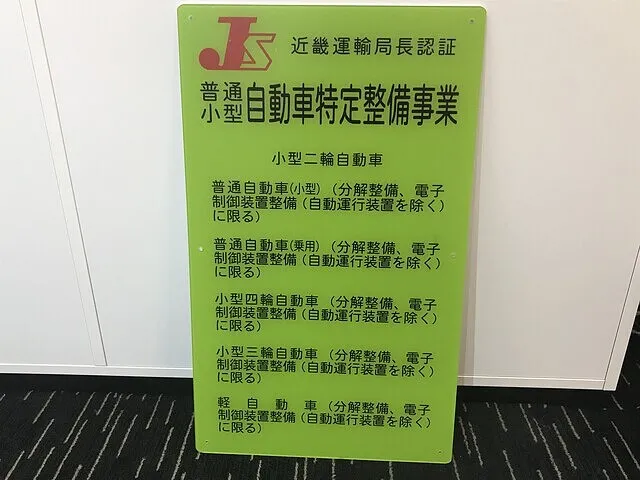 JS 近畿運輸局長認証
普通
小型 自動車特定整備事業
小型二輪自動車
普通自動車(小型)(分解整備、電子
制御装置整備(自動運行装置を除く)
に限る)
普通自動車(乗用)(分解整備、電子
制御装置整備(自動運行装置を除く)
に限る)
小型四輪自動車(分解整備、電子
制御装置整備(自動運行装置を除く)
に限る)
小型三輪自動車(分解整備、電子
制御装置整備(自動運行装置を除く)
に限る)
軽自動車(分解整備、電子
制御装置整備(自動運行装置を除く)
に限る)